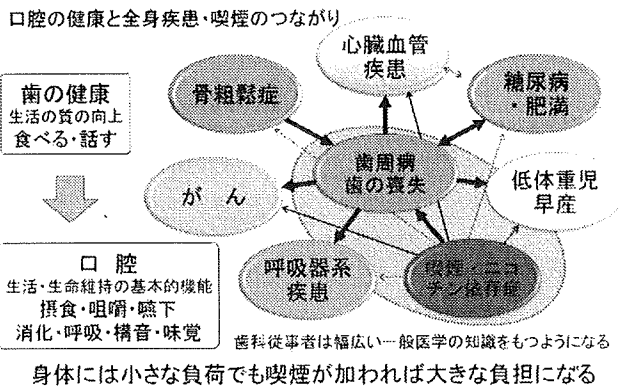 口腔の健康と全身疾患・喫煙のつながり
心臓血管
疾患
骨粗鬆症
糖尿病
・肥満
歯の健康
生活の質の向上
食べる・話す
歯周病
歯の喪失
がん
低体重児
早産
口腔
生活・生命維持の基本的機能
摂食・咀嚼・嚥下
消化・呼吸・構音・味覚
呼吸器系
疾患
喫煙・ニコ
チン依存症
歯科従事者は幅広い一般医学の知識をもつようになる
身体には小さな負荷でも喫煙が加われば大きな負担になる